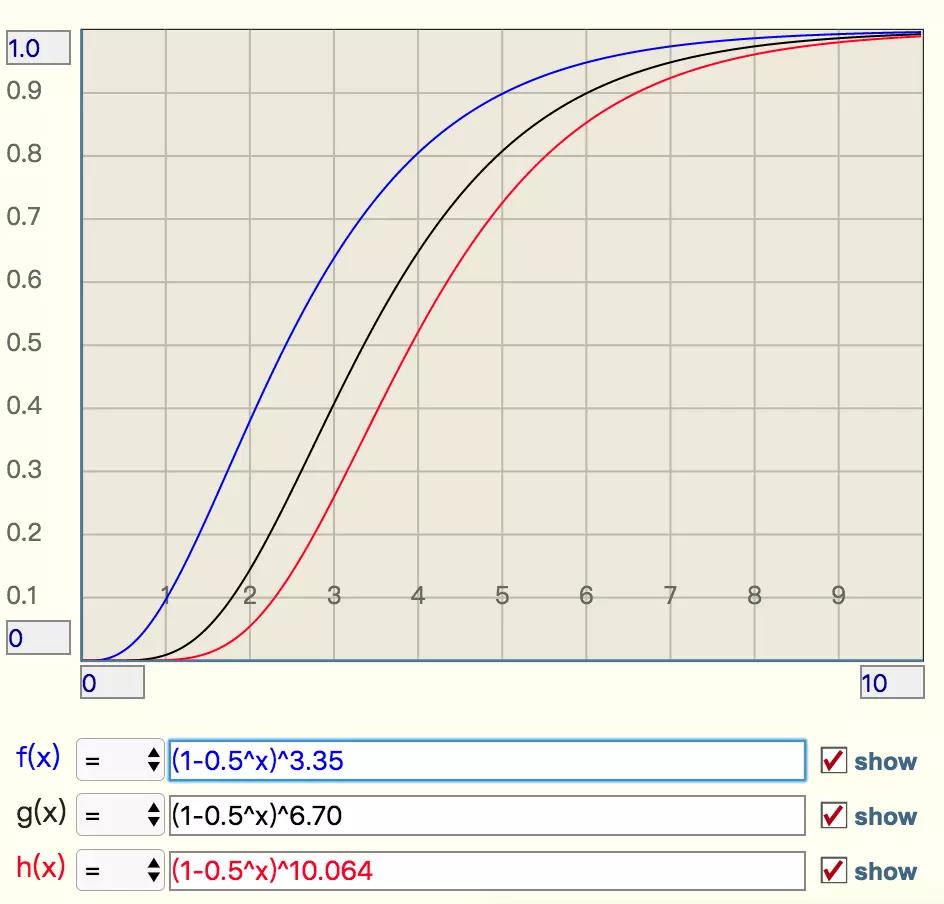 1.0
0.9
0.8
0.7
0.6
0.5
0.4
0.3
0.2
0.1 1 2 3 4 5 6 7 8 9
0
0 10
f(x) = (1-0.5^x)^3.35 show
g(x) = (1-0.5^x)^6.70 show
h(x) = (1-0.5^x)^10.064 show